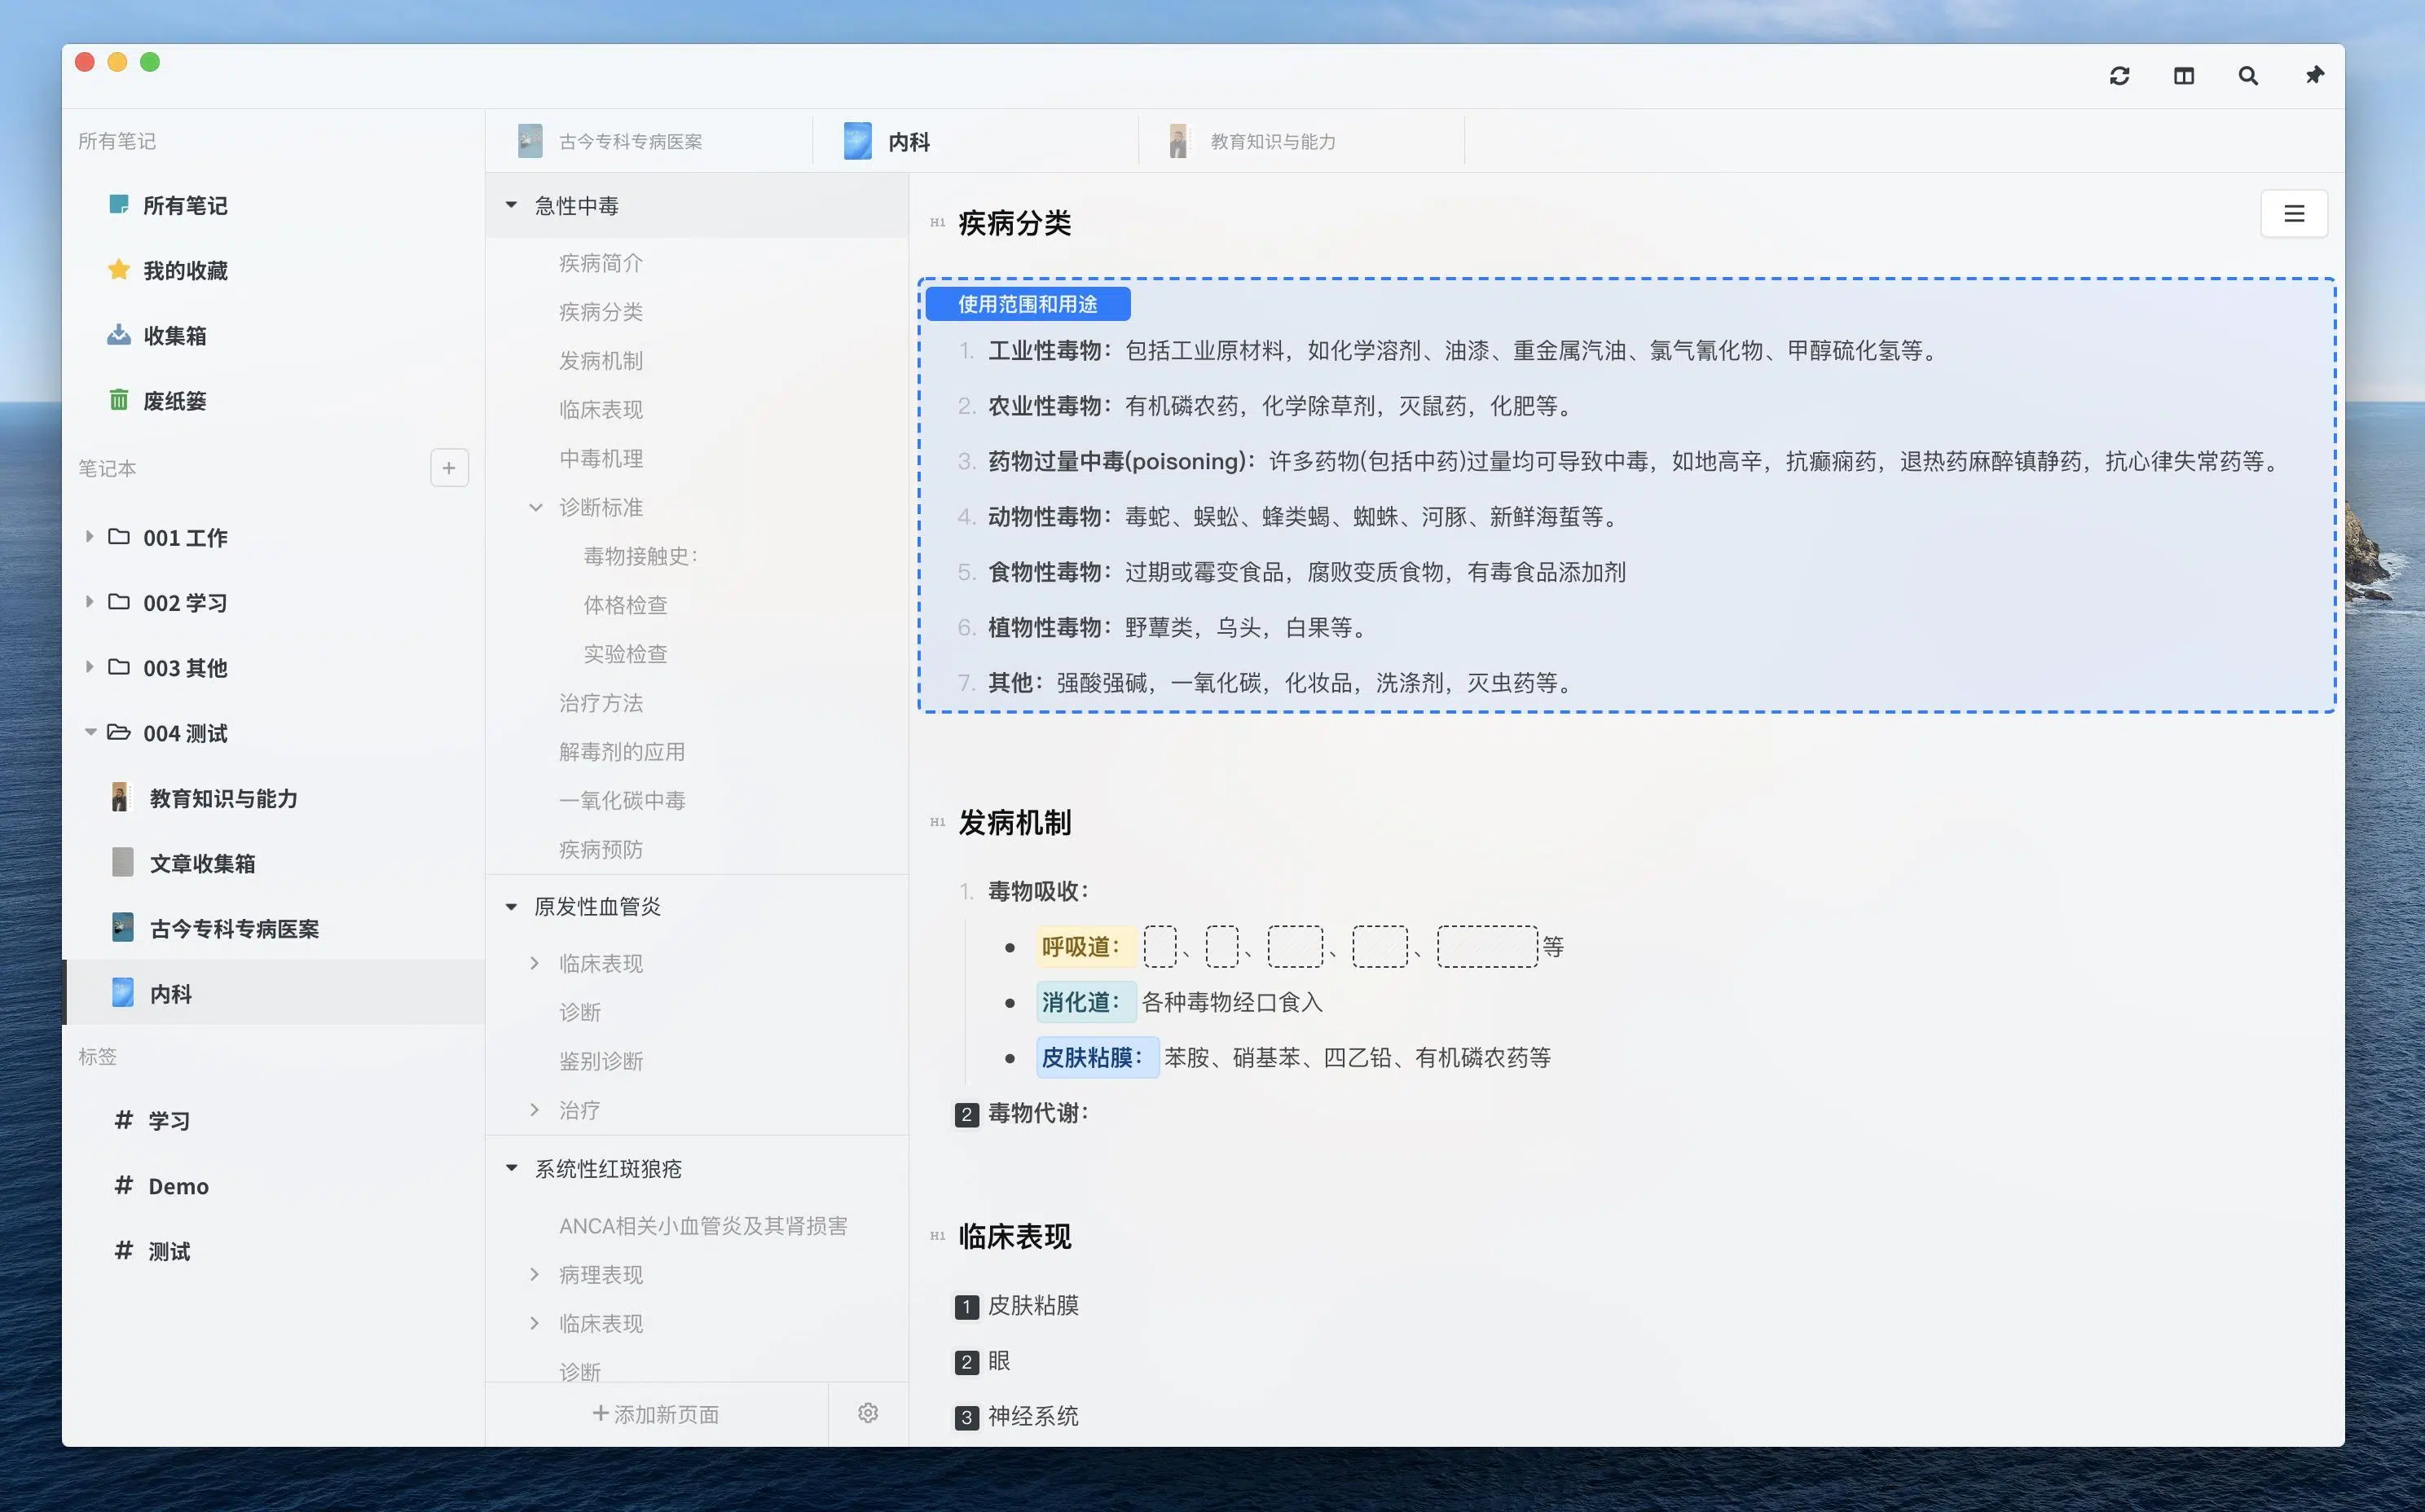 所有笔记
所有笔记
我的收藏
收集箱
废纸篓
笔记本
+
001 工作
002 学习
003 其他
004 测试
教育知识与能力
文章收集箱
古今专科专病医案
内科
标签
# 学习
# Demo
# 测试
古今专科专病医案
内科
教育知识与能力
急性中毒
疾病简介
疾病分类
发病机制
临床表现
中毒机理
诊断标准
毒物接触史：
体格检查
实验检查
治疗方法
解毒剂的应用
一氧化碳中毒
疾病预防
原发性血管炎
临床表现
诊断
鉴别诊断
治疗
系统性红斑狼疮
ANCA相关小血管炎及其肾损害
病理表现
临床表现
诊断
+ 添加新页面
H1 疾病分类
使用范围和用途
1. 工业性毒物：包括工业原材料，如化学溶剂、油漆、重金属汽油、氯气氰化物、甲醇硫化氢等。
2. 农业性毒物：有机磷农药，化学除草剂，灭鼠药，化肥等。
3. 药物过量中毒(poisoning)：许多药物(包括中药)过量均可导致中毒，如地高辛，抗癫痫药，退热药麻醉镇静药，抗心律失常药等。
4. 动物性毒物：毒蛇、蜈蚣、蜂类蝎、蜘蛛、河豚、新鲜海蜇等。
5. 食物性毒物：过期或霉变食品，腐败变质食物，有毒食品添加剂
6. 植物性毒物：野蕈类，乌头，白果等。
7. 其他：强酸强碱，一氧化碳，化妆品，洗涤剂，灭虫药等。
H1 发病机制
1. 毒物吸收：
• 呼吸道： 、 、 、 、 等
• 消化道： 各种毒物经口食入
• 皮肤粘膜： 苯胺、硝基苯、四乙铅、有机磷农药等
2 毒物代谢：
H1 临床表现
1 皮肤粘膜
2 眼
3 神经系统